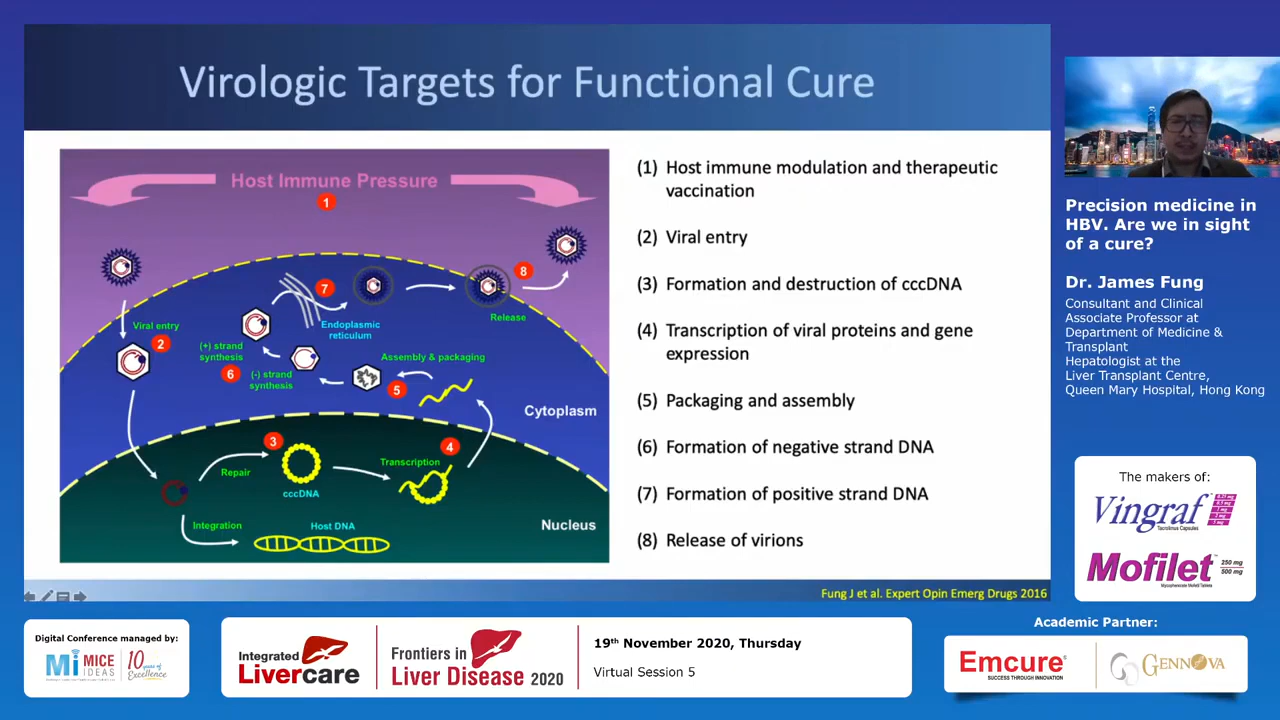 Virologic Targets for Functional Cure
Host Immune Pressure
1
8
7
Viral entry
2
Endoplasmic
reticulum
Release
(+) strand
synthesis
6
(-) strand
synthesis
Assembly & packaging
5
Cytoplasm
3
4
Repair
cccDNA
Transcription
Integration
Host DNA
Nucleus
(1) Host immune modulation and therapeutic
vaccination
(2) Viral entry
(3) Formation and destruction of cccDNA
(4) Transcription of viral proteins and gene
expression
(5) Packaging and assembly
(6) Formation of negative strand DNA
(7) Formation of positive strand DNA
(8) Release of virions
Fung J et al. Expert Opin Emerg Drugs 2016
Precision medicine in
HBV. Are we in sight
of a cure?
Dr. James Fung
Consultant and Clinical
Associate Professor at
Department of Medicine &
Transplant
Hepatologist at the
Liver Transplant Centre,
Queen Mary Hospital, Hong Kong
The makers of:
Vingraf
Tacrolimus Capsules
Mofilet
Mycophenolate Mofetil Tablets
250 mg
500 mg
Digital Conference managed by:
Mi MICE
IDEAS
10 years of
Excellence
Integrated
Livercare
Frontiers in
Liver Disease 2020
19th November 2020, Thursday
Virtual Session 5
Academic Partner:
Emcure
SUCCESS THROUGH INNOVATION
GENNOVA